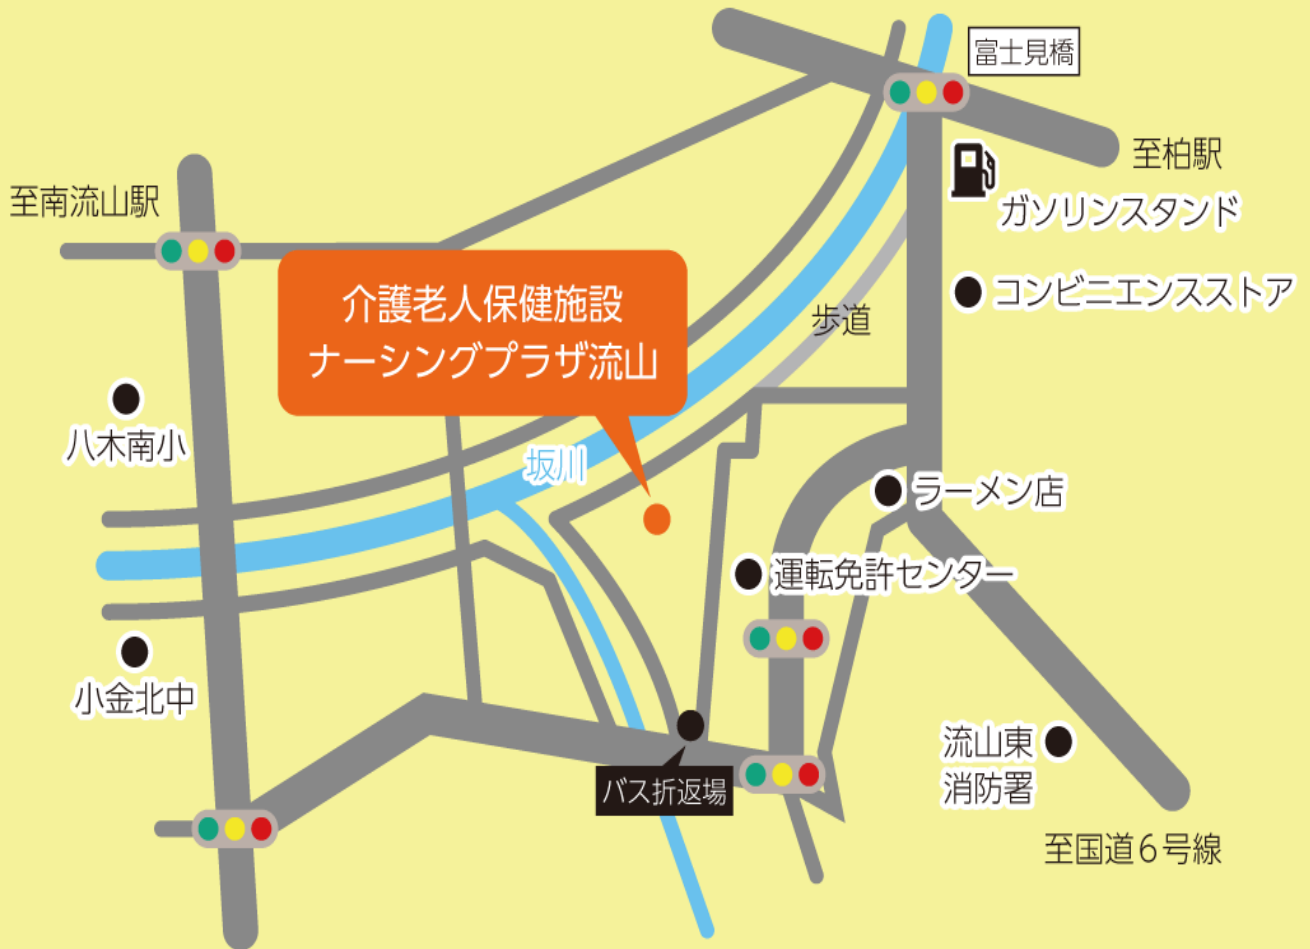 富士見橋
至柏駅
至南流山駅
ガソリンスタンド
コンビニエンスストア
介護老人保健施設
ナーシングプラザ流山
歩道
八木南小
坂川
ラーメン店
運転免許センター
小金北中
流山東
消防署
バス折返場
至国道６号線